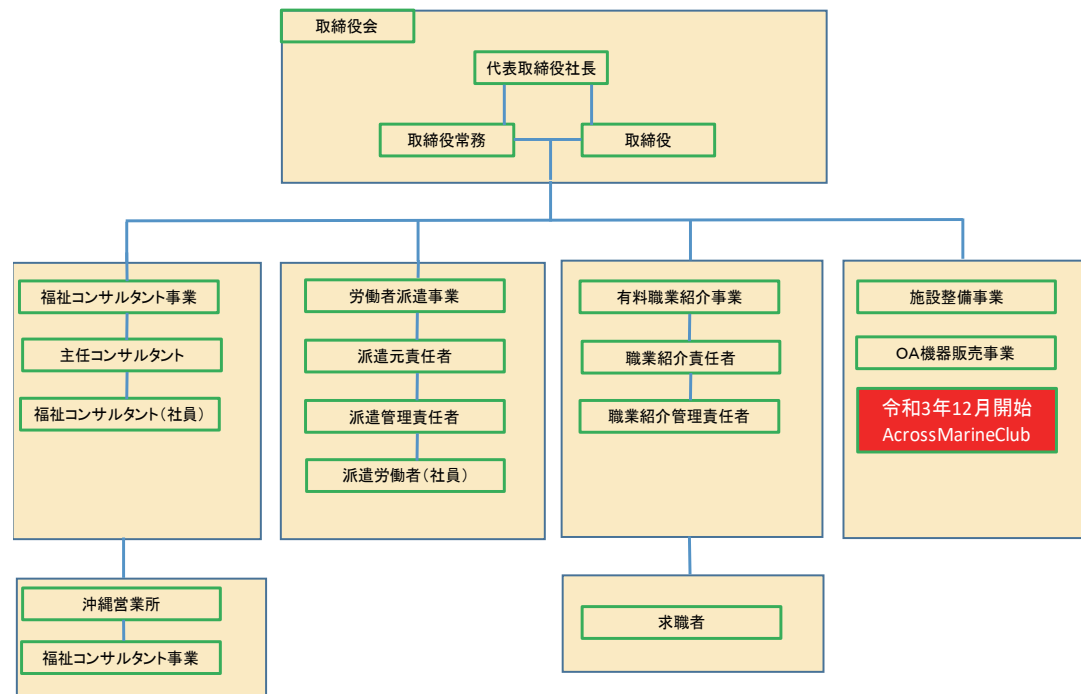 取締役会
代表取締役社長
取締役常務
取締役
福祉コンサルタント事業
主任コンサルタント
福祉コンサルタント(社員)
労働者派遣事業
派遣元責任者
派遣管理責任者
派遣労働者(社員)
有料職業紹介事業
職業紹介責任者
職業紹介管理責任者
施設整備事業
OA機器販売事業
令和3年12月開始
AcrossMarineClub
沖縄営業所
福祉コンサルタント事業
求職者